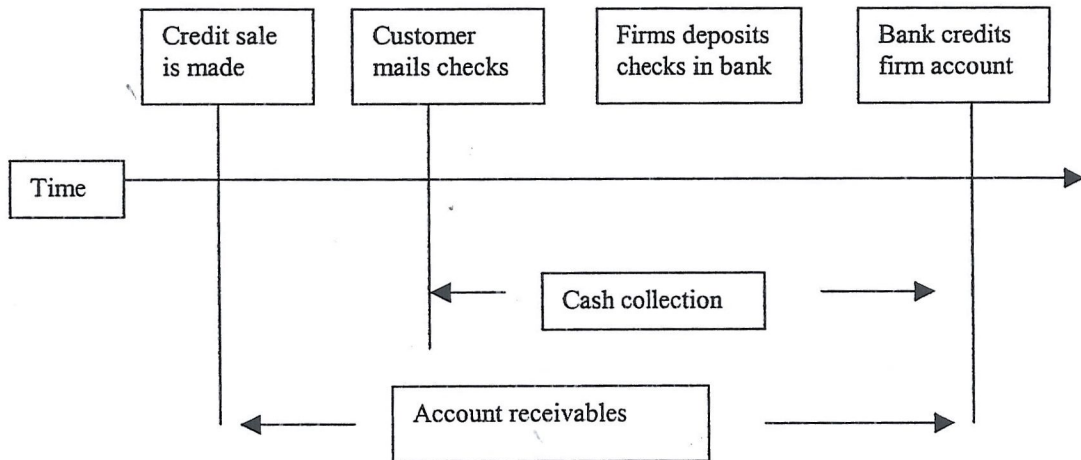 Credit sale
is made
Customer
mails checks
Firms deposits
checks in bank
Bank credits
firm account
Time
Cash collection
Account receivables